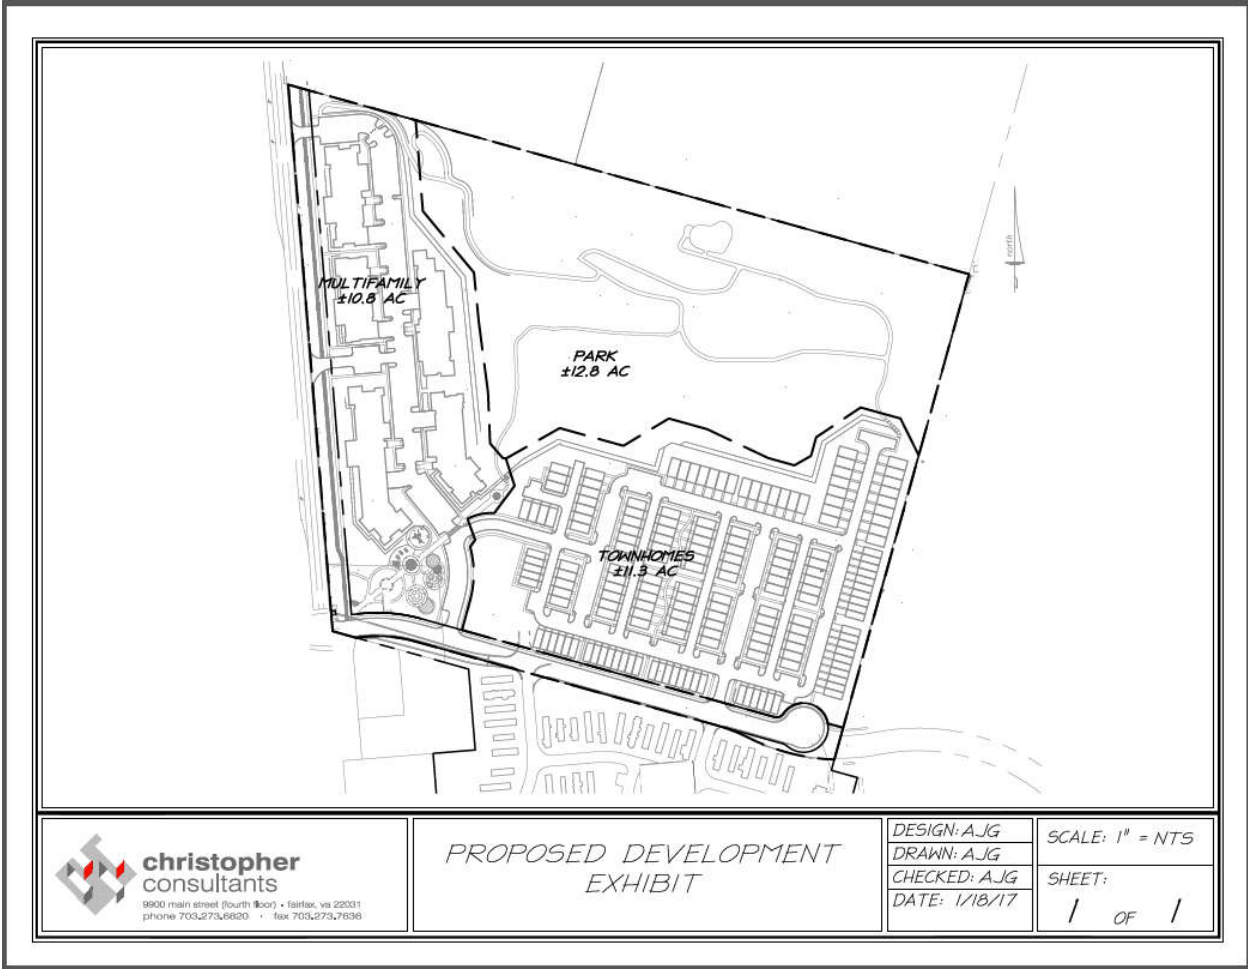 north
MULTIFAMILY
±10.8 AC
PARK
±12.8 AC
TOWNHOMES
±11.3 AC
christopher
consultants
9900 main street (fourth floor) • fairfax, va 22031
phone 703.273.6820 • fax 703.273.7636
PROPOSED DEVELOPMENT
EXHIBIT
DESIGN: AJG
DRAWN: AJG
CHECKED: AJG
DATE: 1/18/17
SCALE: 1" = NTS
SHEET:
1 OF 1